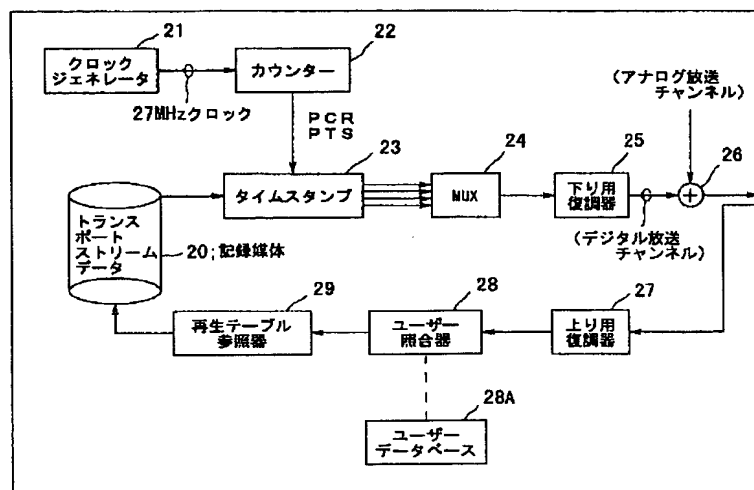 21
クロック
ジェネレータ
22
カウンター
27MHzクロック
PCR
PTS
(アナログ放送
チャンネル)
23
タイムスタンプ
24
MUX
25
下り用
復調器
26
(デジタル放送
チャンネル)
トランス
ポート
ストリーム
データ
20;記録媒体
29
再生テーブル
参照器
28
ユーザー
照合器
27
上り用
復調器
28A
ユーザー
データベース